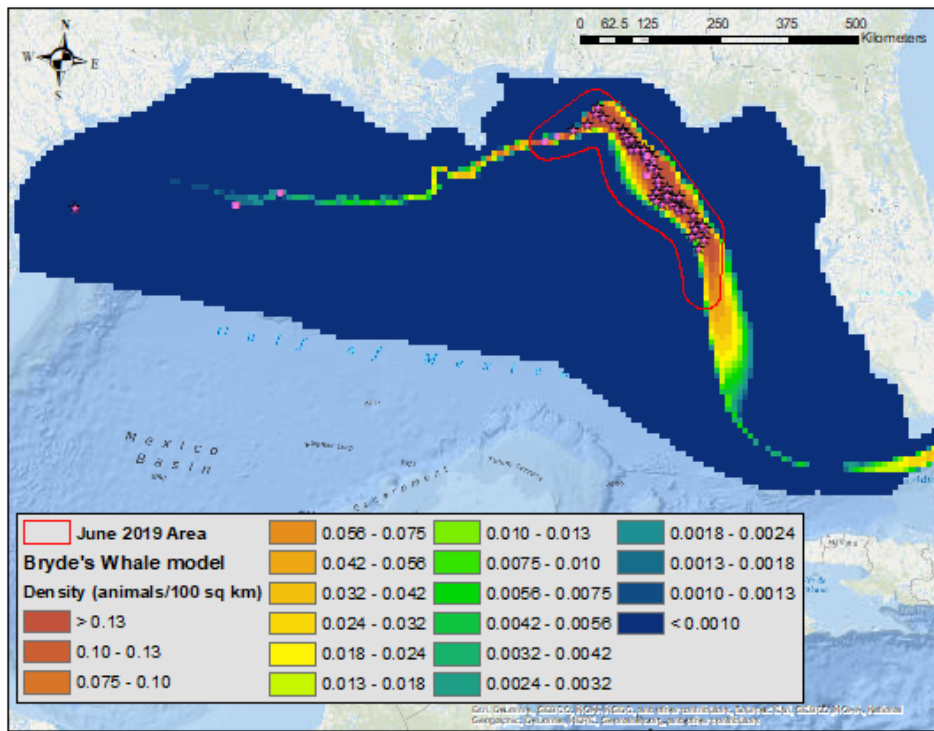 0 62.5 125 250 375 500
Kilometers
N
W E
S
Gulf of Mexico
Mexico
Basin
June 2019 Area
Bryde's Whale model
Density (animals/100 sq km)
> 0.13
0.10 - 0.13
0.075 - 0.10
0.056 - 0.075
0.042 - 0.056
0.032 - 0.042
0.024 - 0.032
0.018 - 0.024
0.013 - 0.018
0.010 - 0.013
0.0075 - 0.010
0.0056 - 0.0075
0.0042 - 0.0056
0.0032 - 0.0042
0.0024 - 0.0032
0.0018 - 0.0024
0.0013 - 0.0018
0.0010 - 0.0013
< 0.0010